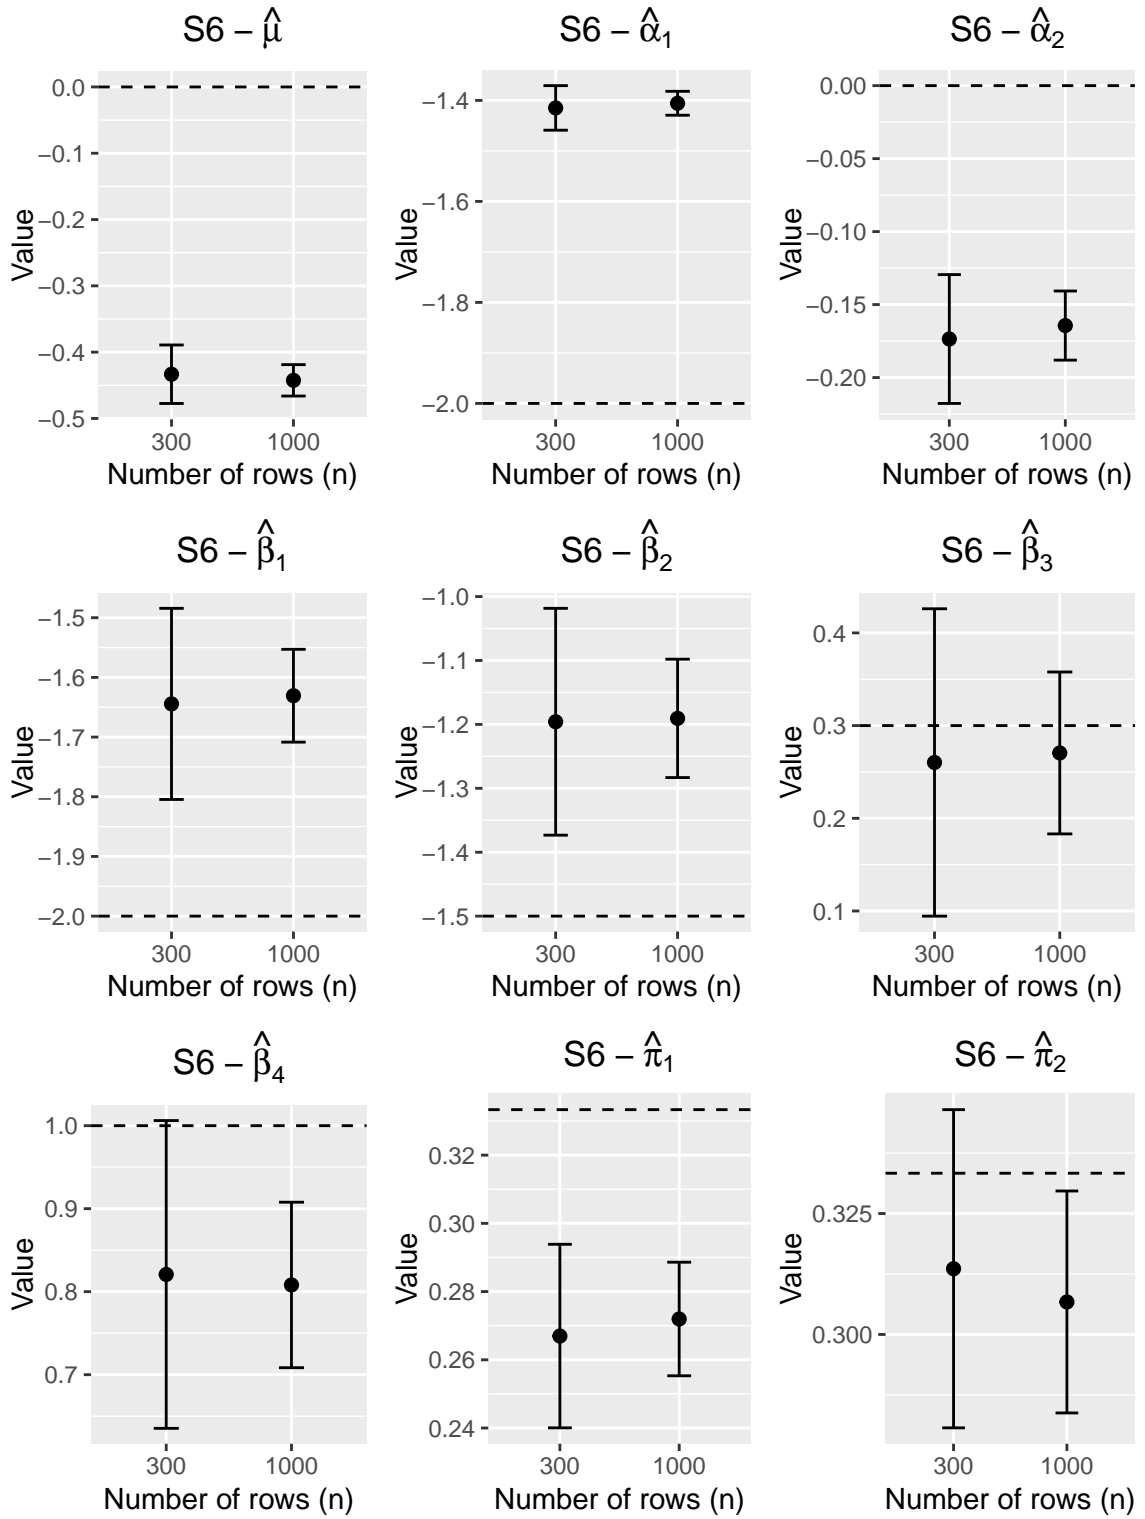 S6 – μ̂
Value
0.0
−0.1
−0.2
−0.3
−0.4
−0.5
300 1000
Number of rows (n)
S6 – α̂₁
Value
−1.4
−1.6
−1.8
−2.0
300 1000
Number of rows (n)
S6 – α̂₂
Value
0.00
−0.05
−0.10
−0.15
−0.20
300 1000
Number of rows (n)
S6 – β̂₁
Value
−1.5
−1.6
−1.7
−1.8
−1.9
−2.0
300 1000
Number of rows (n)
S6 – β̂₂
Value
−1.0
−1.1
−1.2
−1.3
−1.4
−1.5
300 1000
Number of rows (n)
S6 – β̂₃
Value
0.4
0.3
0.2
0.1
300 1000
Number of rows (n)
S6 – β̂₄
Value
1.0
0.9
0.8
0.7
300 1000
Number of rows (n)
S6 – π̂₁
Value
0.32
0.30
0.28
0.26
0.24
300 1000
Number of rows (n)
S6 – π̂₂
Value
0.325
0.300
300 1000
Number of rows (n)